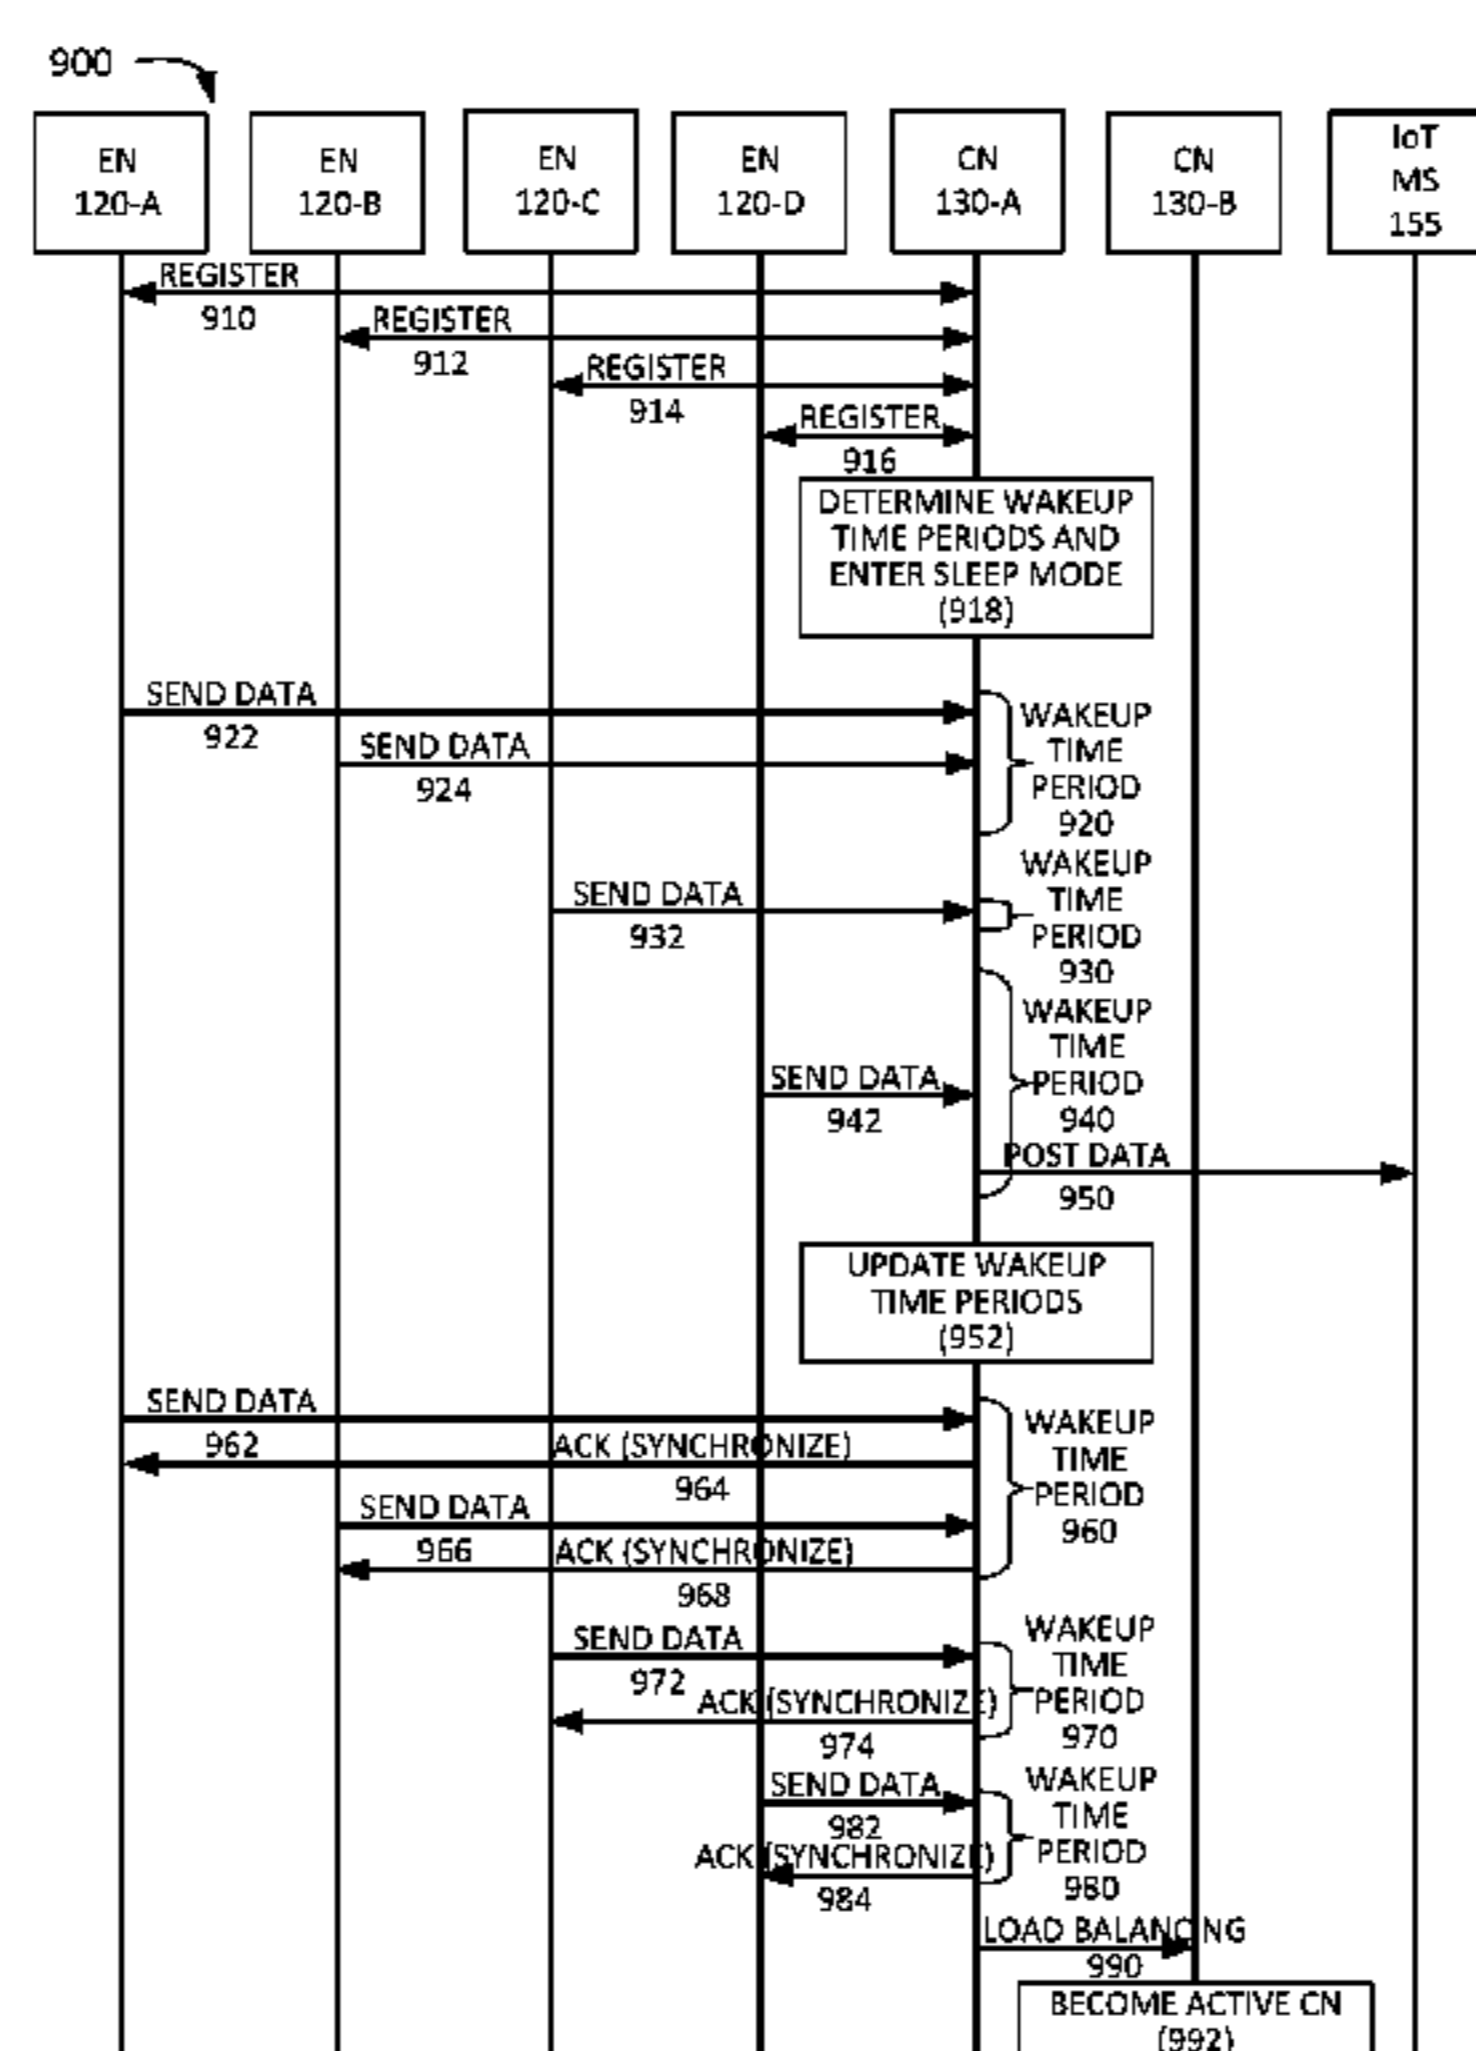 900
EN
120-A
EN
120-B
EN
120-C
EN
120-D
CN
130-A
CN
130-B
IoT
MS
155
REGISTER
910
REGISTER
912
REGISTER
914
REGISTER
916
DETERMINE WAKEUP
TIME PERIODS AND
ENTER SLEEP MODE
(918)
SEND DATA
922
SEND DATA
924
WAKEUP
TIME
PERIOD
920
SEND DATA
932
WAKEUP
TIME
PERIOD
930
SEND DATA
942
WAKEUP
TIME
PERIOD
940
POST DATA
950
UPDATE WAKEUP
TIME PERIODS
(952)
SEND DATA
962
ACK (SYNCHRONIZE)
964
SEND DATA
966
ACK (SYNCHRONIZE)
968
WAKEUP
TIME
PERIOD
960
SEND DATA
972
ACK (SYNCHRONIZE)
974
WAKEUP
TIME
PERIOD
970
SEND DATA
982
ACK (SYNCHRONIZE)
984
WAKEUP
TIME
PERIOD
980
LOAD BALANCING
990
BECOME ACTIVE CN
(992)